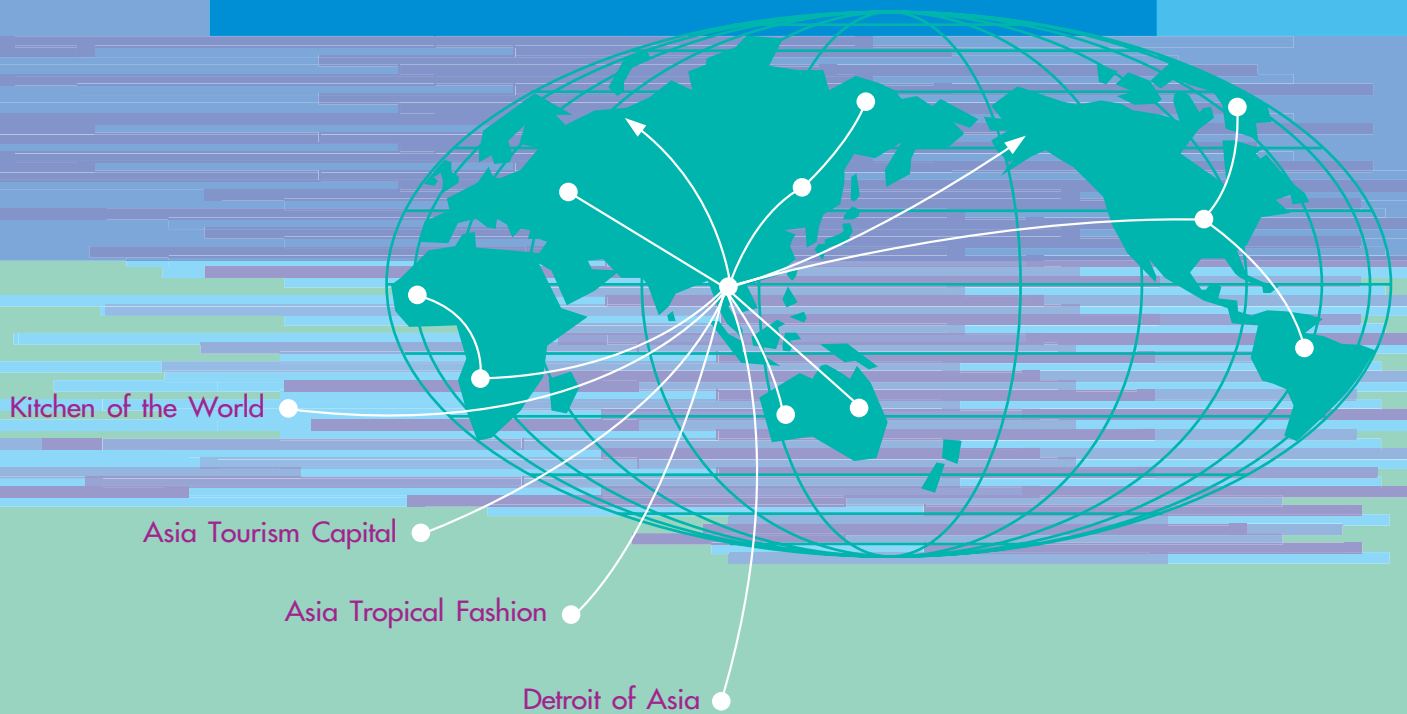 Kitchen of the World
Asia Tourism Capital
Asia Tropical Fashion
Detroit of Asia